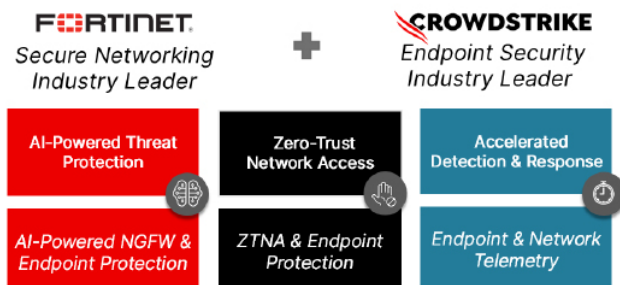 FORTINET
Secure Networking
Industry Leader
CROWDSTRIKE
Endpoint Security
Industry Leader
AI-Powered Threat
Protection
Zero-Trust
Network Access
Accelerated
Detection & Response
AI-Powered NGFW &
Endpoint Protection
ZTNA & Endpoint
Protection
Endpoint & Network
Telemetry